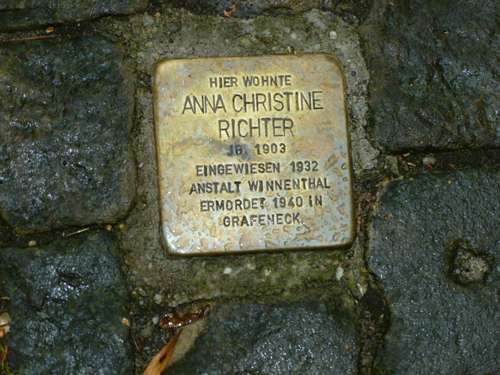 HIER WOHNTE
ANNA CHRISTINE
RICHTER
JG. 1903
EINGEWIESEN 1932
ANSTALT WINNENTHAL
ERMORDET 1940 IN
GRAFENECK